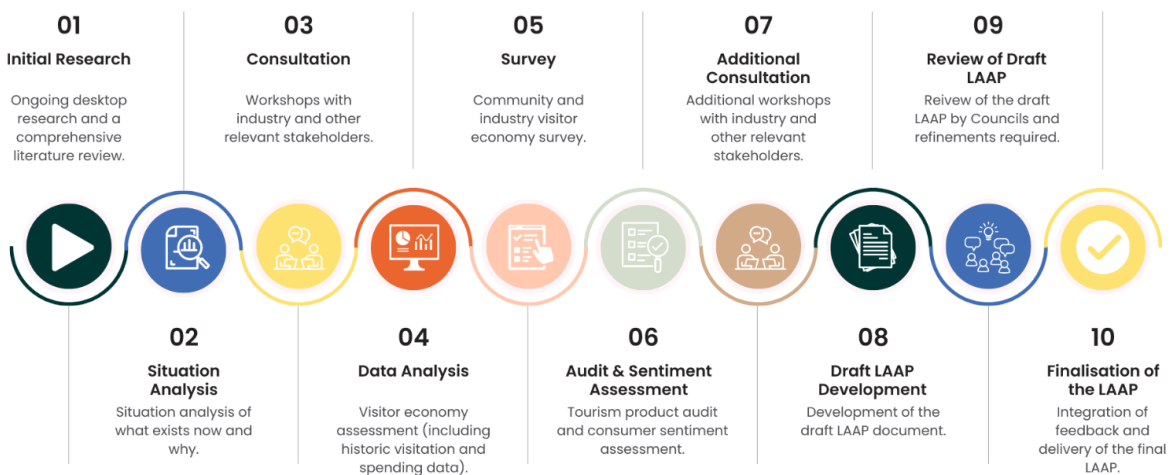 01
Initial Research
Ongoing desktop
research and a
comprehensive
literature review.
02
Situation
Analysis
Situation analysis of
what exists now and
why.
03
Consultation
Workshops with
industry and other
relevant stakeholders.
04
Data Analysis
Visitor economy
assessment (including
historic visitation and
spending data).
05
Survey
Community and
industry visitor
economy survey.
06
Audit & Sentiment
Assessment
Tourism product audit
and consumer sentiment
assessment.
07
Additional
Consultation
Additional workshops
with industry and
other relevant
stakeholders.
08
Draft LAAP
Development
Development of the
draft LAAP document.
09
Review of Draft
LAAP
Reivew of the draft
LAAP by Councils and
refinements required.
10
Finalisation of
the LAAP
Integration of
feedback and
delivery of the final
LAAP.